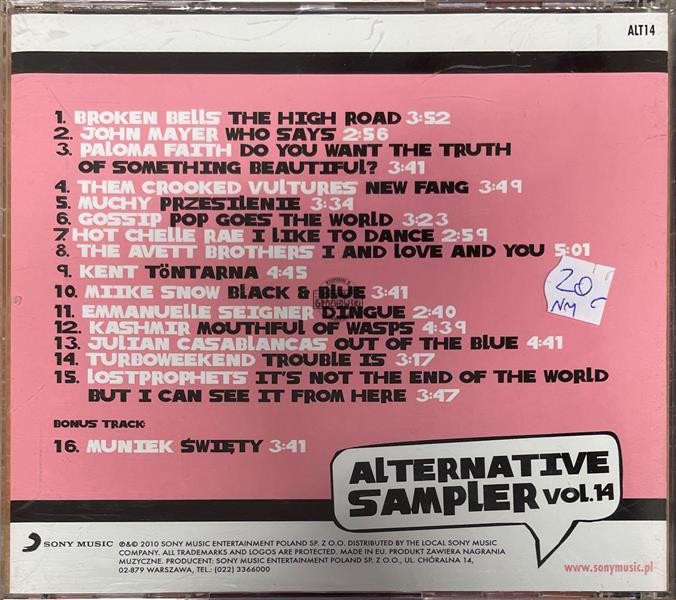 ALT14
1. BROKEN BELLS THE HIGH ROAD 3:52
2. JOHN MAYER WHO SAYS 2:56
3. PALOMA FAITH DO YOU WANT THE TRUTH
OF SOMETHING BEAUTIFUL? 3:41
4. THEM CROOKED VULTURES NEW FANG 3:49
5. MUCHY PRZESILENIE 3:34
6. GOSSIP POP GOES THE WORLD 3:23
7. HOT CHELLE RAE I LIKE TO DANCE 2:59
8. THE AVETT BROTHERS I AND LOVE AND YOU 5:01
9. KENT TÖNTARNA 4:45
10. MIIKE SNOW BLACK & BLUE 3:41
11. EMMANUELLE SEIGNER DINGUE 2:40
12. KASHMIR MOUTHFUL OF WASPS 4:39
13. JULIAN CASABLANCAS OUT OF THE BLUE 4:41
14. TURBOWEEKEND TROUBLE IS 3:17
15. LOSTPROPHETS IT'S NOT THE END OF THE WORLD
BUT I CAN SEE IT FROM HERE 3:47
BONUS TRACK:
16. MUNIEK ŚWIĘTY 3:41
20
NM
ALTERNATIVE
SAMPLER VOL.14
SONY MUSIC
℗&© 2010 SONY MUSIC ENTERTAINMENT POLAND SP. Z O.O. DISTRIBUTED BY THE LOCAL SONY MUSIC
COMPANY. ALL TRADEMARKS AND LOGOS ARE PROTECTED. MADE IN EU. PRODUKT ZAWIERA NAGRANIA
MUZYCZNE. PRODUCENT: SONY MUSIC ENTERTAINMENT POLAND SP. Z O.O., UL. CHÓRALNA 14,
02-879 WARSZAWA, TEL.: (022) 3366000
www.sonymusic.pl